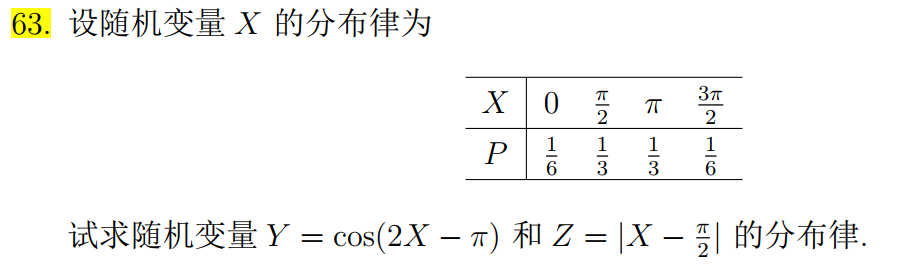 63. 设随机变量 X 的分布律为
X 0 π/2 π 3π/2
P 1/6 1/3 1/3 1/6
试求随机变量 Y = cos(2X − π) 和 Z = |X − π/2| 的分布律.